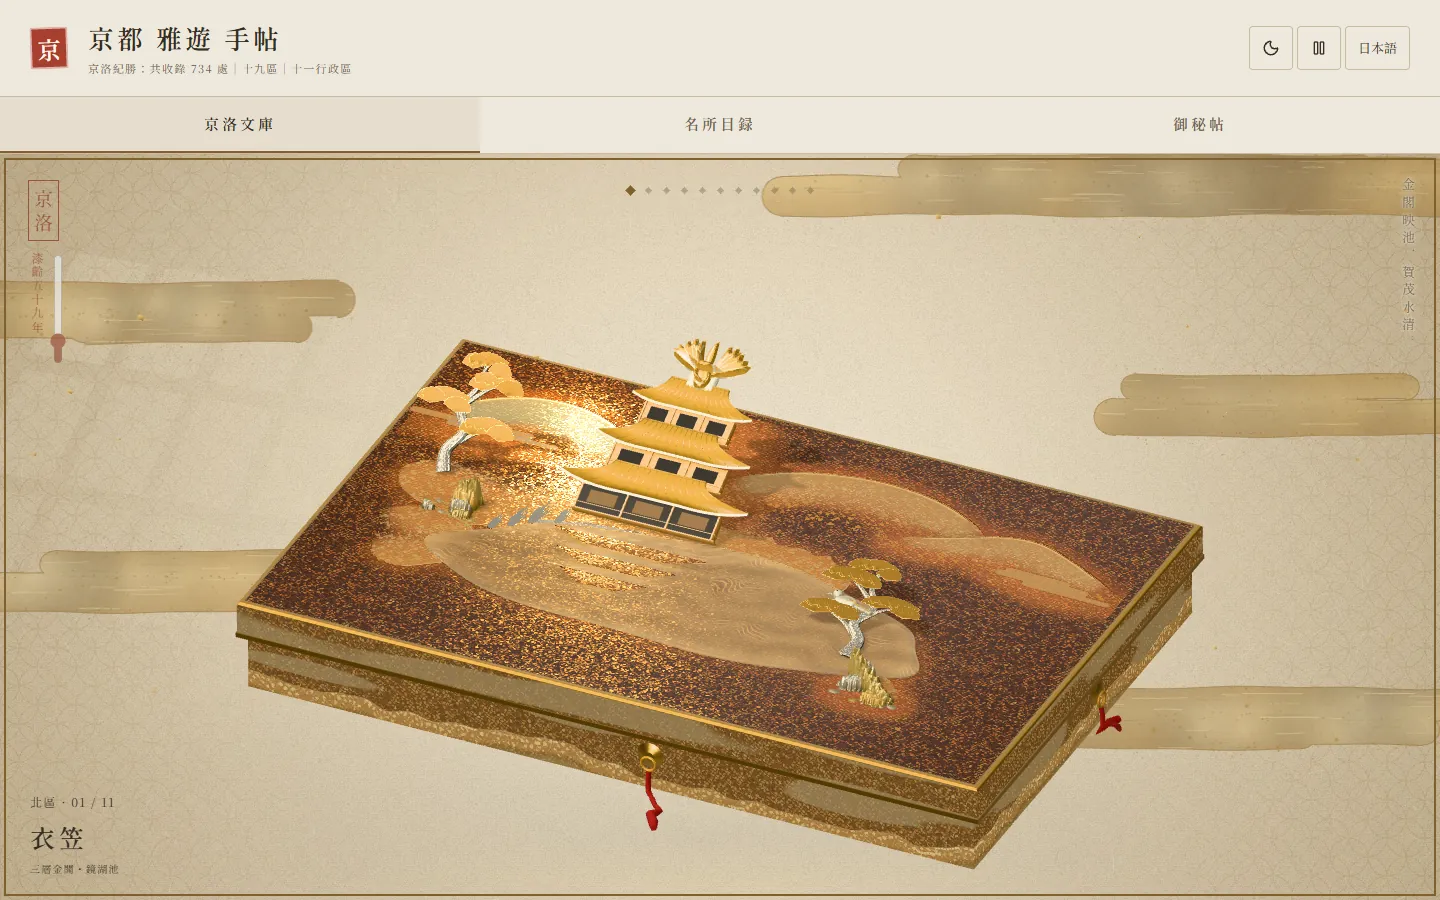 京
京都 雅遊 手帖
京洛紀勝：共收錄 734 處｜十九區｜十一行政區
日本語
京洛文庫
名所目録
御秘帖
京洛
漆齡五十九年
金閣映池，賀茂水清。
北區 · 01 / 11
衣笠
三層金閣・鏡湖池